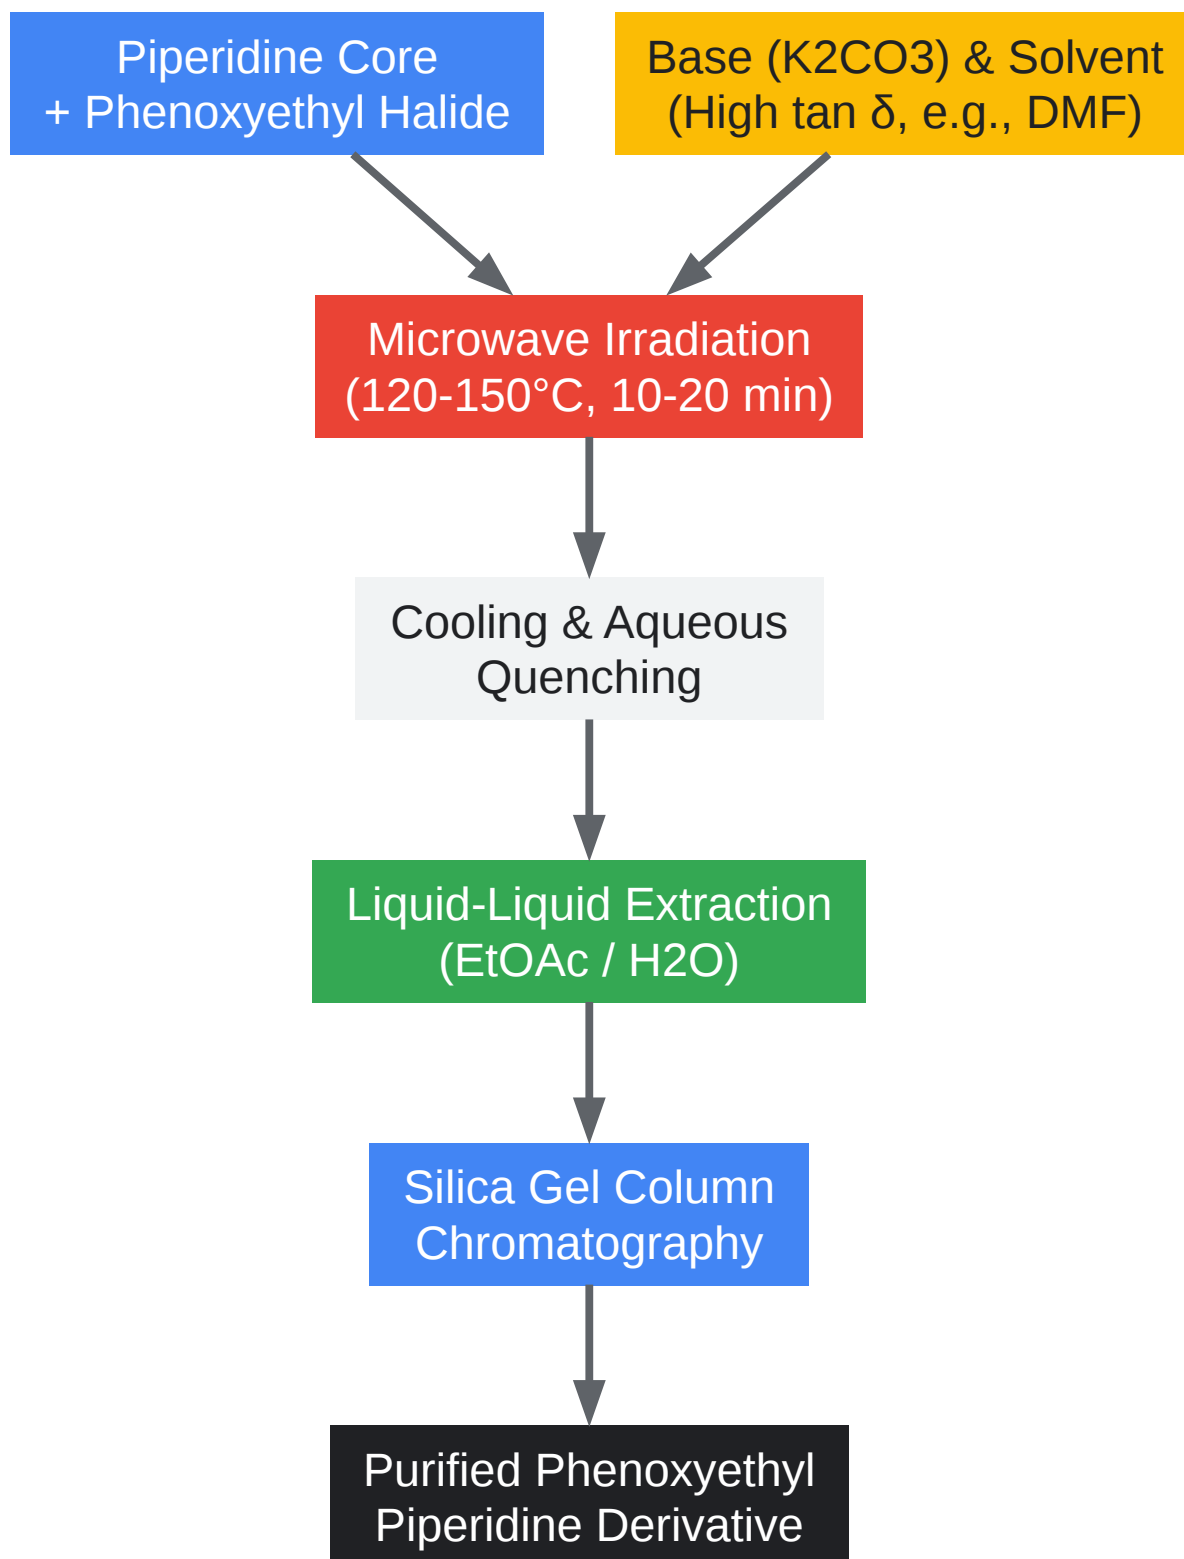 Piperidine Core
+ Phenoxyethyl Halide
Base (K2CO3) & Solvent
(High tan δ, e.g., DMF)
Microwave Irradiation
(120-150°C, 10-20 min)
Cooling & Aqueous
Quenching
Liquid-Liquid Extraction
(EtOAc / H2O)
Silica Gel Column
Chromatography
Purified Phenoxyethyl
Piperidine Derivative